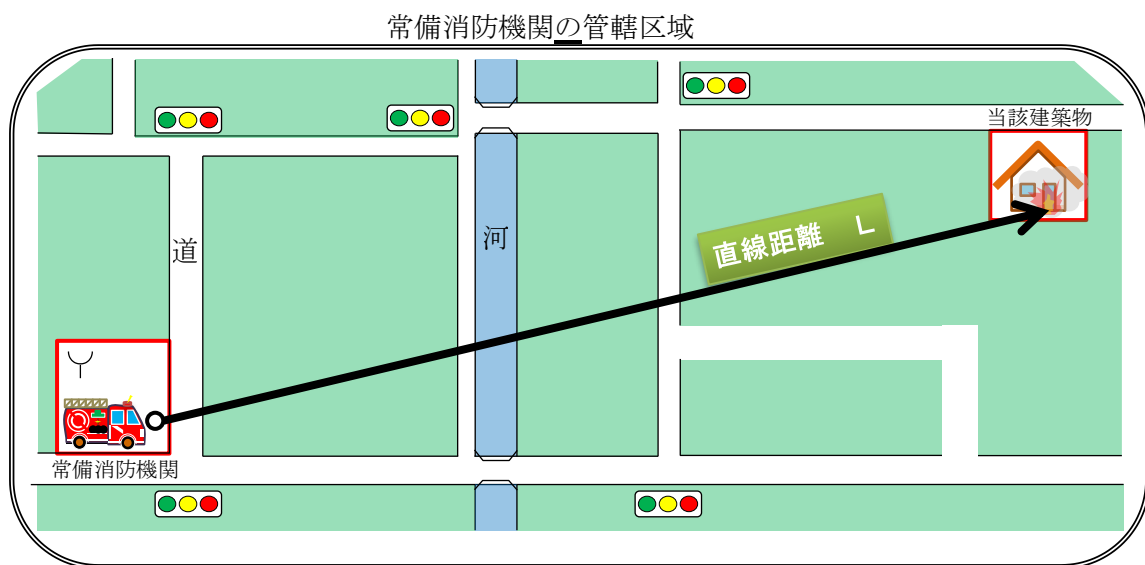 常備消防機関の管轄区域
当該建築物
直線距離　L
道
河
常備消防機関